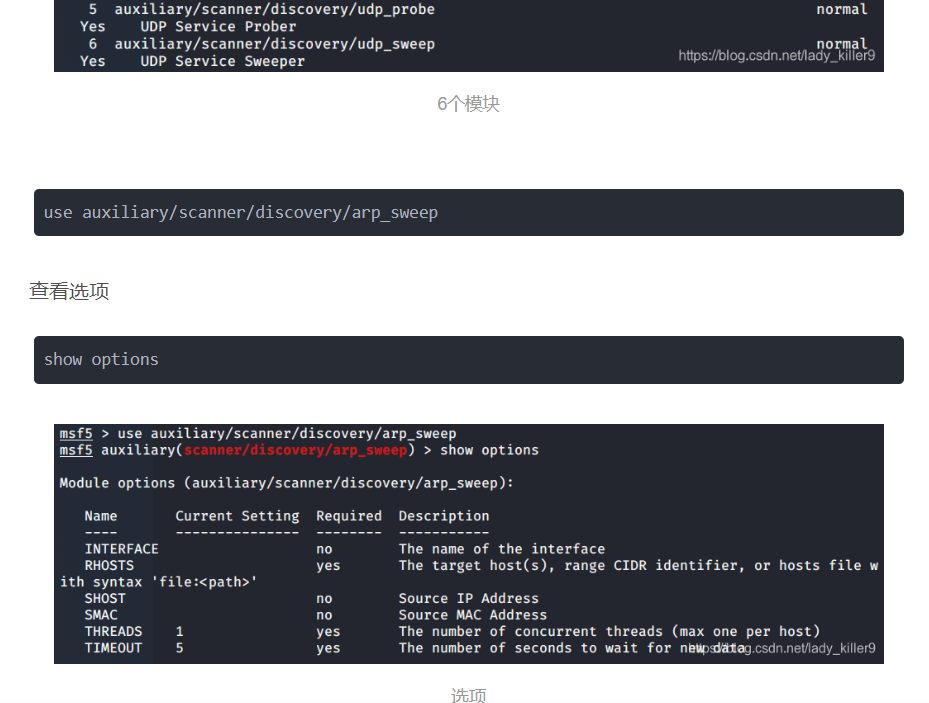 5  auxiliary/scanner/discovery/udp_probe                                               normal
Yes    UDP Service Prober
6  auxiliary/scanner/discovery/udp_sweep                                               normal
Yes    UDP Service Sweeper
https://blog.csdn.net/lady_killer9
6个模块
use auxiliary/scanner/discovery/arp_sweep
查看选项
show options
msf5 > use auxiliary/scanner/discovery/arp_sweep
msf5 auxiliary(scanner/discovery/arp_sweep) > show options
Module options (auxiliary/scanner/discovery/arp_sweep):
Name       Current Setting  Required  Description
----       ---------------  --------  -----------
INTERFACE                   no        The name of the interface
RHOSTS                      yes       The target host(s), range CIDR identifier, or hosts file w
ith syntax 'file:<path>'
SHOST                       no        Source IP Address
SMAC                        no        Source MAC Address
THREADS    1                yes       The number of concurrent threads (max one per host)
TIMEOUT    5                yes       The number of seconds to wait for new data
https://blog.csdn.net/lady_killer9
选项